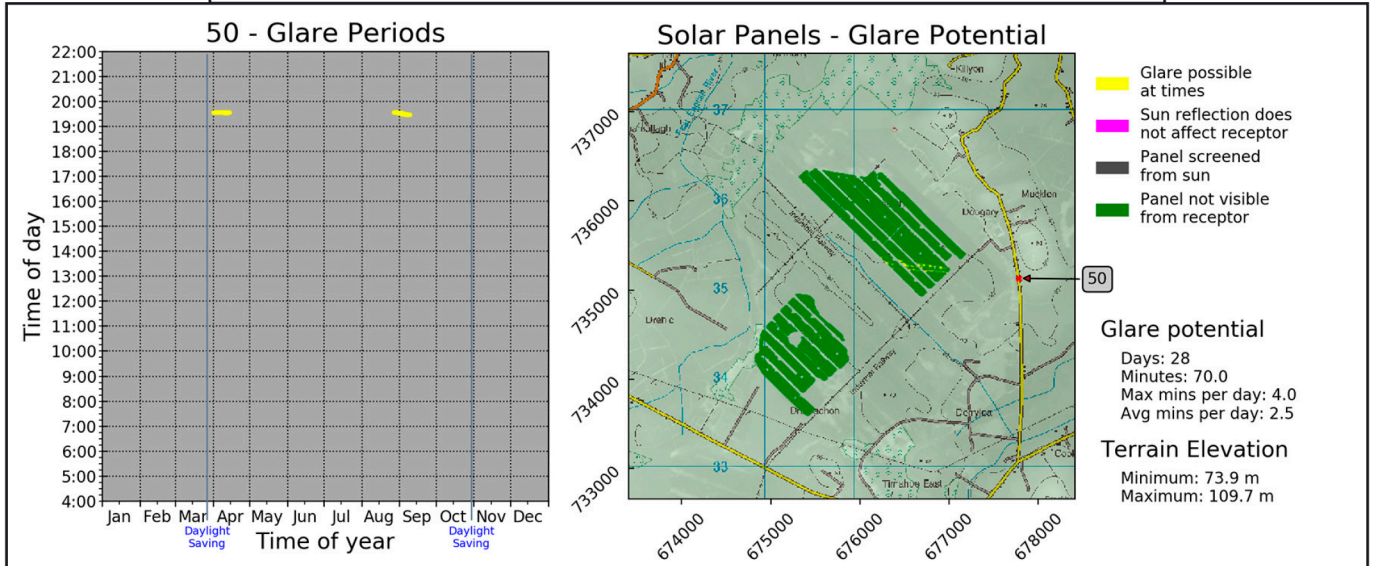 50 - Glare Periods
22:00
21:00
20:00
19:00
18:00
17:00
16:00
15:00
14:00
13:00
12:00
11:00
10:00
9:00
8:00
7:00
6:00
5:00
4:00
Time of day
Jan Feb Mar Apr May Jun Jul Aug Sep Oct Nov Dec
Daylight
Saving
Daylight
Saving
Time of year
Solar Panels - Glare Potential
737000
736000
735000
734000
733000
674000
675000
676000
677000
678000
Killyon
37
36
Mucklon
Doogary
35
34
Industrial Railway
Timahoe East
33
50
Glare possible
at times
Sun reflection does
not affect receptor
Panel screened
from sun
Panel not visible
from receptor
Glare potential
Days: 28
Minutes: 70.0
Max mins per day: 4.0
Avg mins per day: 2.5
Terrain Elevation
Minimum: 73.9 m
Maximum: 109.7 m